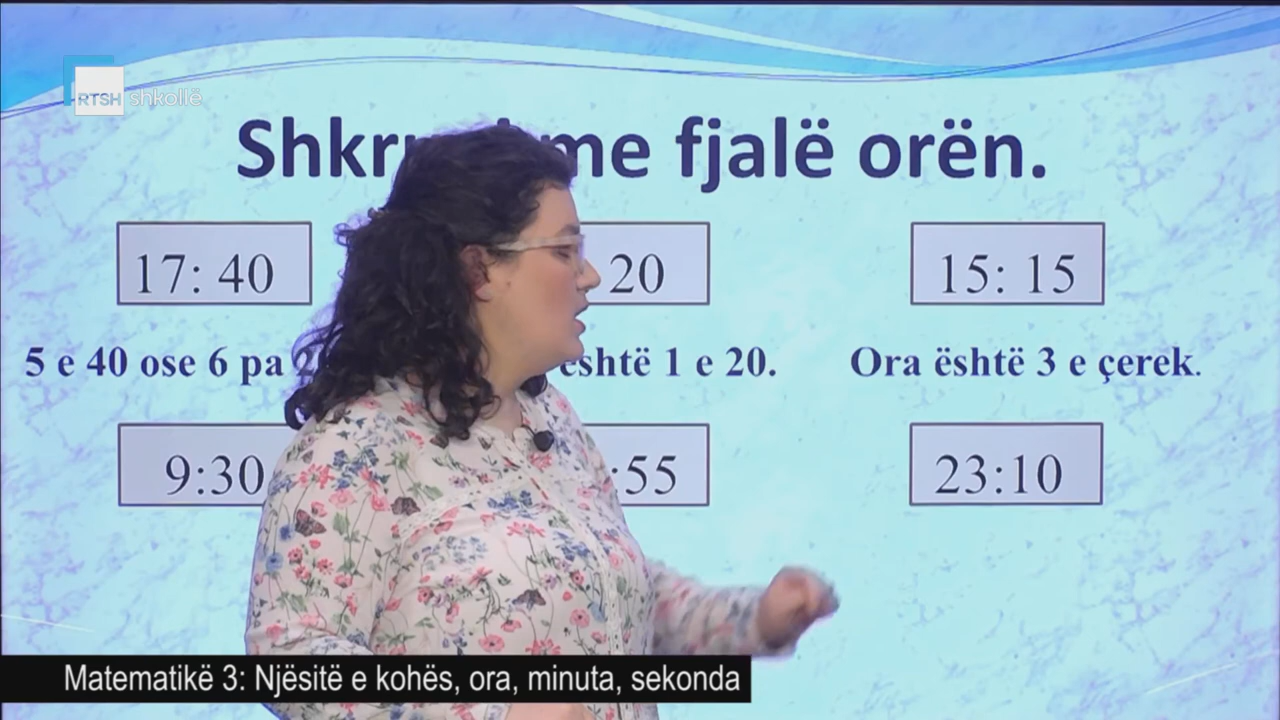 RTSH shkollë
me fjalë orën.
17: 40
20
15: 15
5 e 40 ose 6 pa
është 1 e 20.
Ora është 3 e çerek.
9:30
:55
23:10
Matematikë 3: Njësitë e kohës, ora, minuta, sekonda